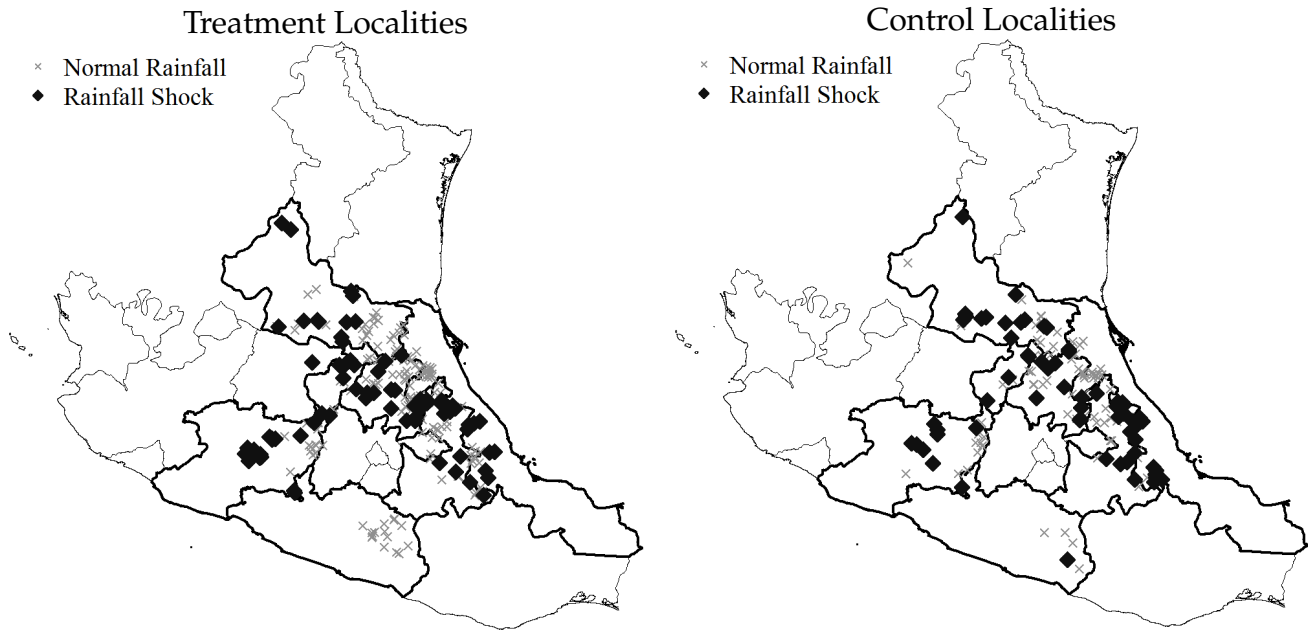 Treatment Localities
Normal Rainfall
Rainfall Shock
Control Localities
Normal Rainfall
Rainfall Shock